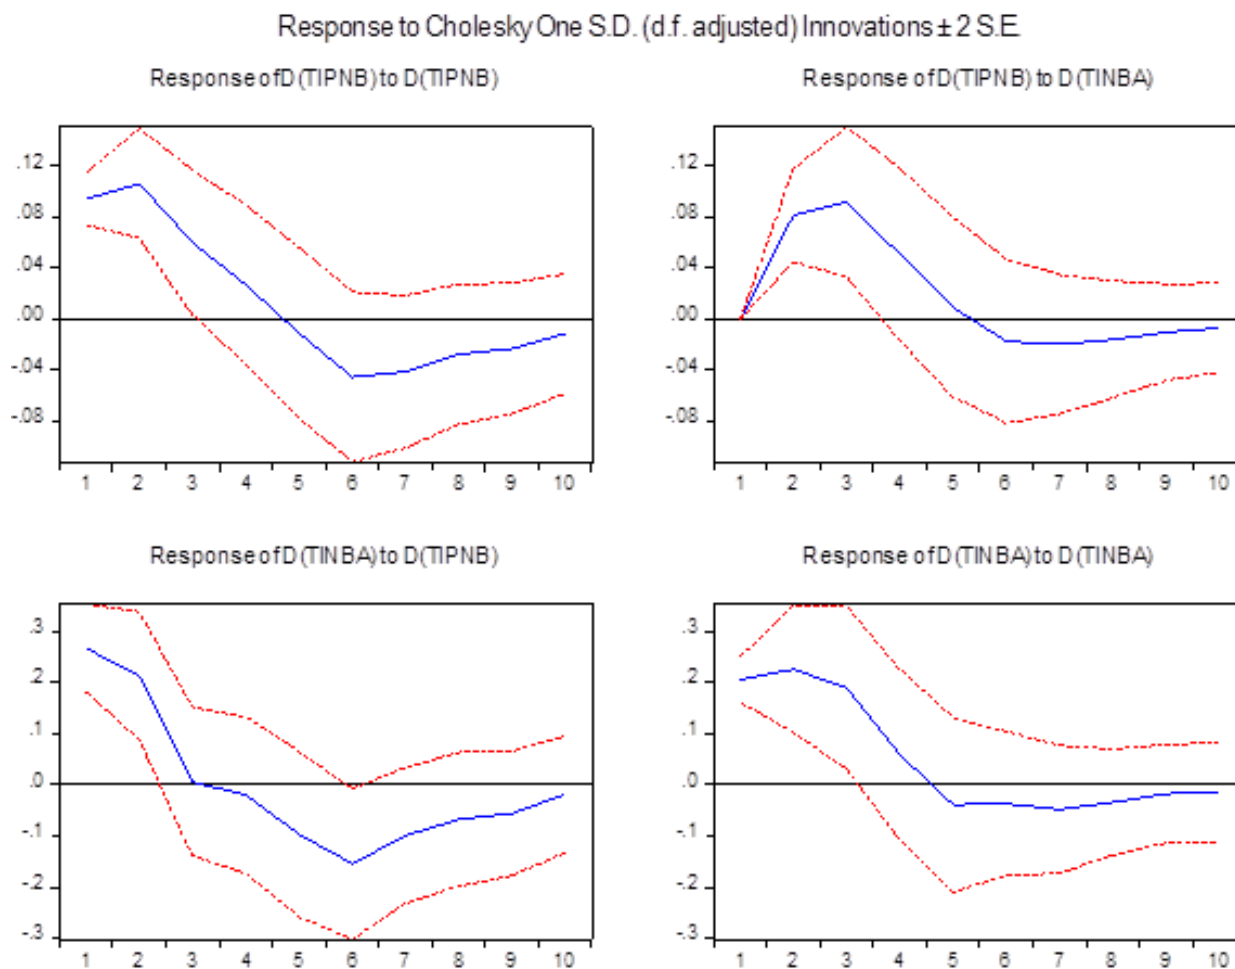 Response to Cholesky One S.D. (d.f. adjusted) Innovations ± 2 S.E.
Response of D(TIPNB) to D(TIPNB)
.12
.08
.04
.00
-.04
-.08
1 2 3 4 5 6 7 8 9 10
Response of D(TIPNB) to D(TINBA)
.12
.08
.04
.00
-.04
-.08
1 2 3 4 5 6 7 8 9 10
Response of D(TINBA) to D(TIPNB)
.3
.2
.1
.0
-.1
-.2
-.3
1 2 3 4 5 6 7 8 9 10
Response of D(TINBA) to D(TINBA)
.3
.2
.1
.0
-.1
-.2
-.3
1 2 3 4 5 6 7 8 9 10